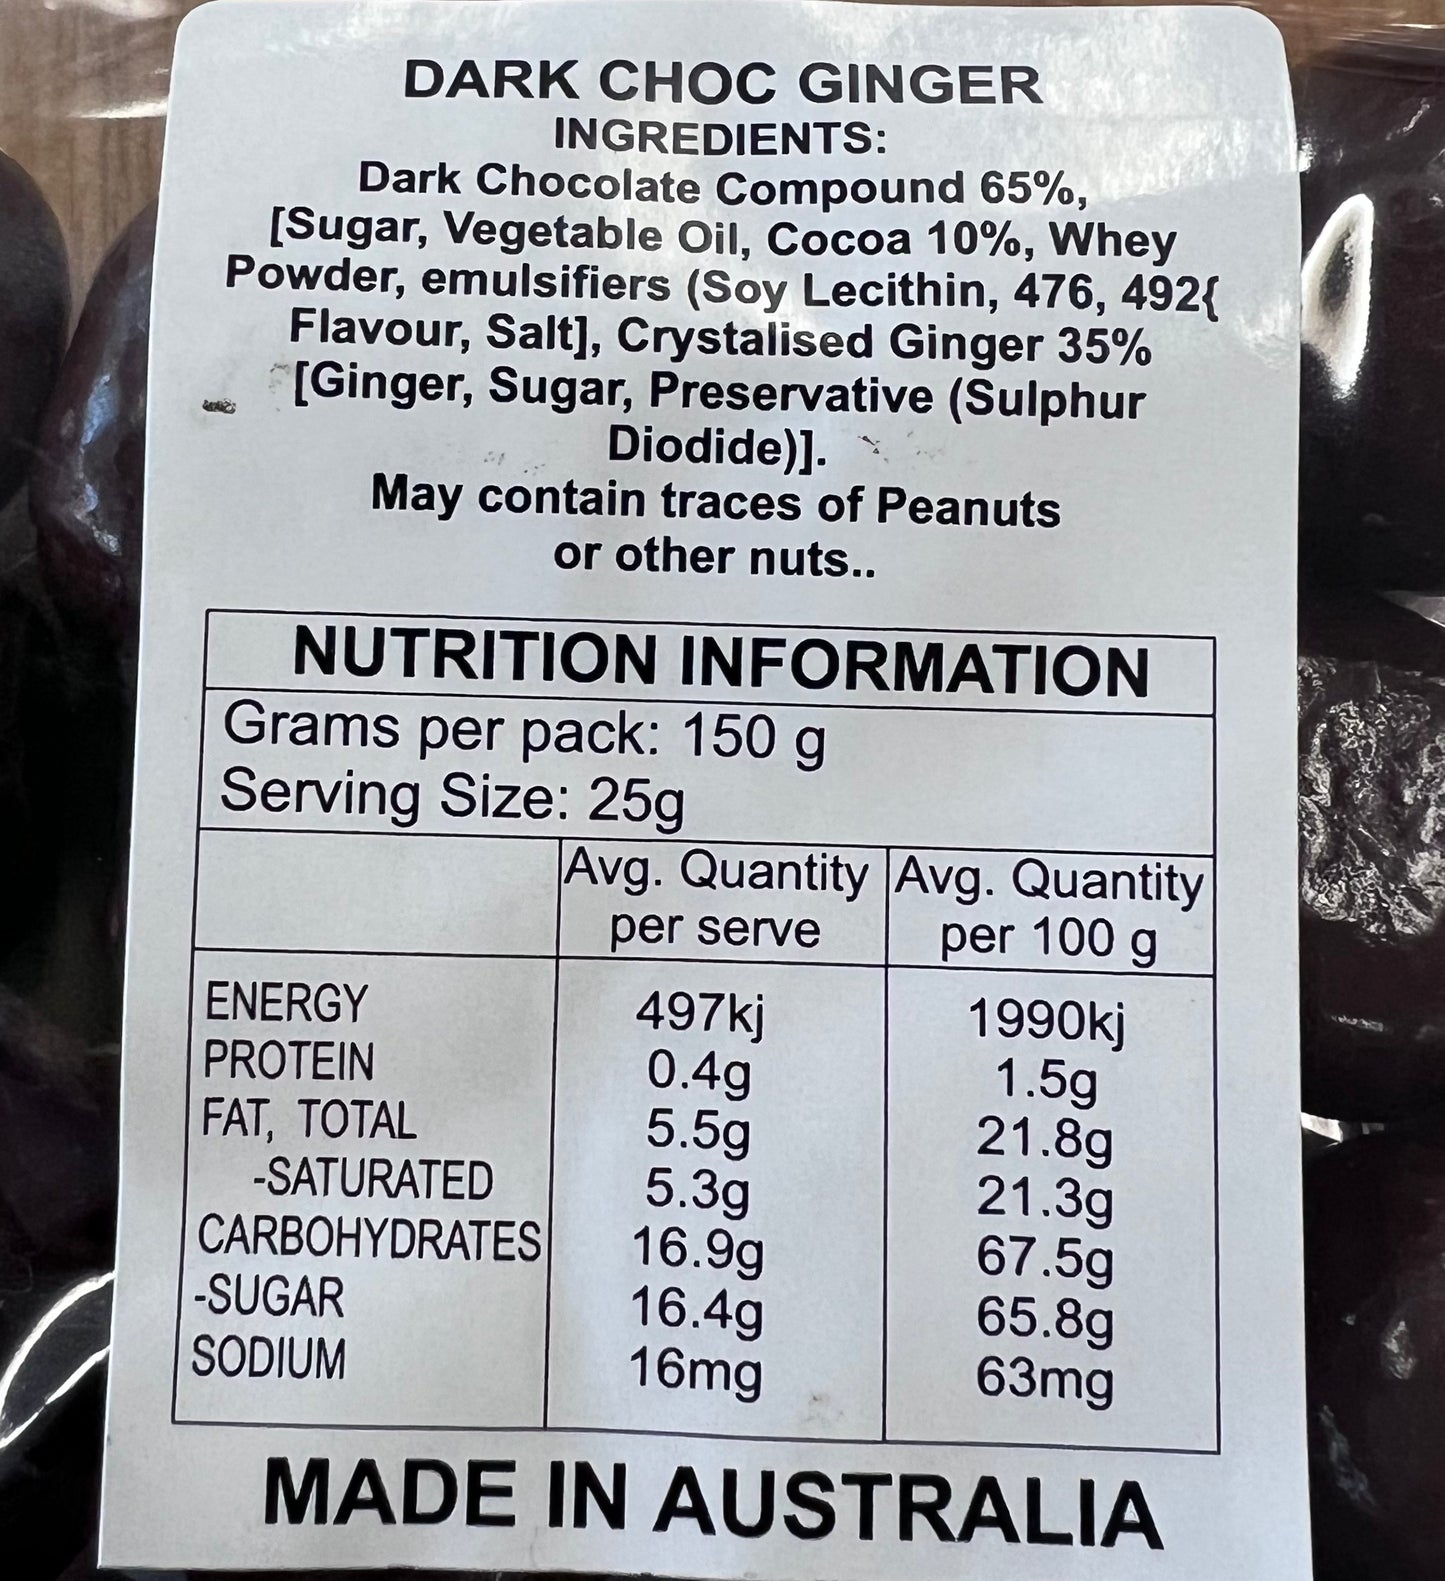 DARK CHOC GINGER
INGREDIENTS:
Dark Chocolate Compound 65%,
[Sugar, Vegetable Oil, Cocoa 10%, Whey
Powder, emulsifiers (Soy Lecithin, 476, 492{
Flavour, Salt], Crystalised Ginger 35%
[Ginger, Sugar, Preservative (Sulphur
Diodide)].
May contain traces of Peanuts
or other nuts..
NUTRITION INFORMATION
Grams per pack: 150 g
Serving Size: 25g
Avg. Quantity per serve Avg. Quantity per 100 g
ENERGY 497kj 1990kj
PROTEIN 0.4g 1.5g
FAT, TOTAL 5.5g 21.8g
-SATURATED 5.3g 21.3g
CARBOHYDRATES 16.9g 67.5g
-SUGAR 16.4g 65.8g
SODIUM 16mg 63mg
MADE IN AUSTRALIA